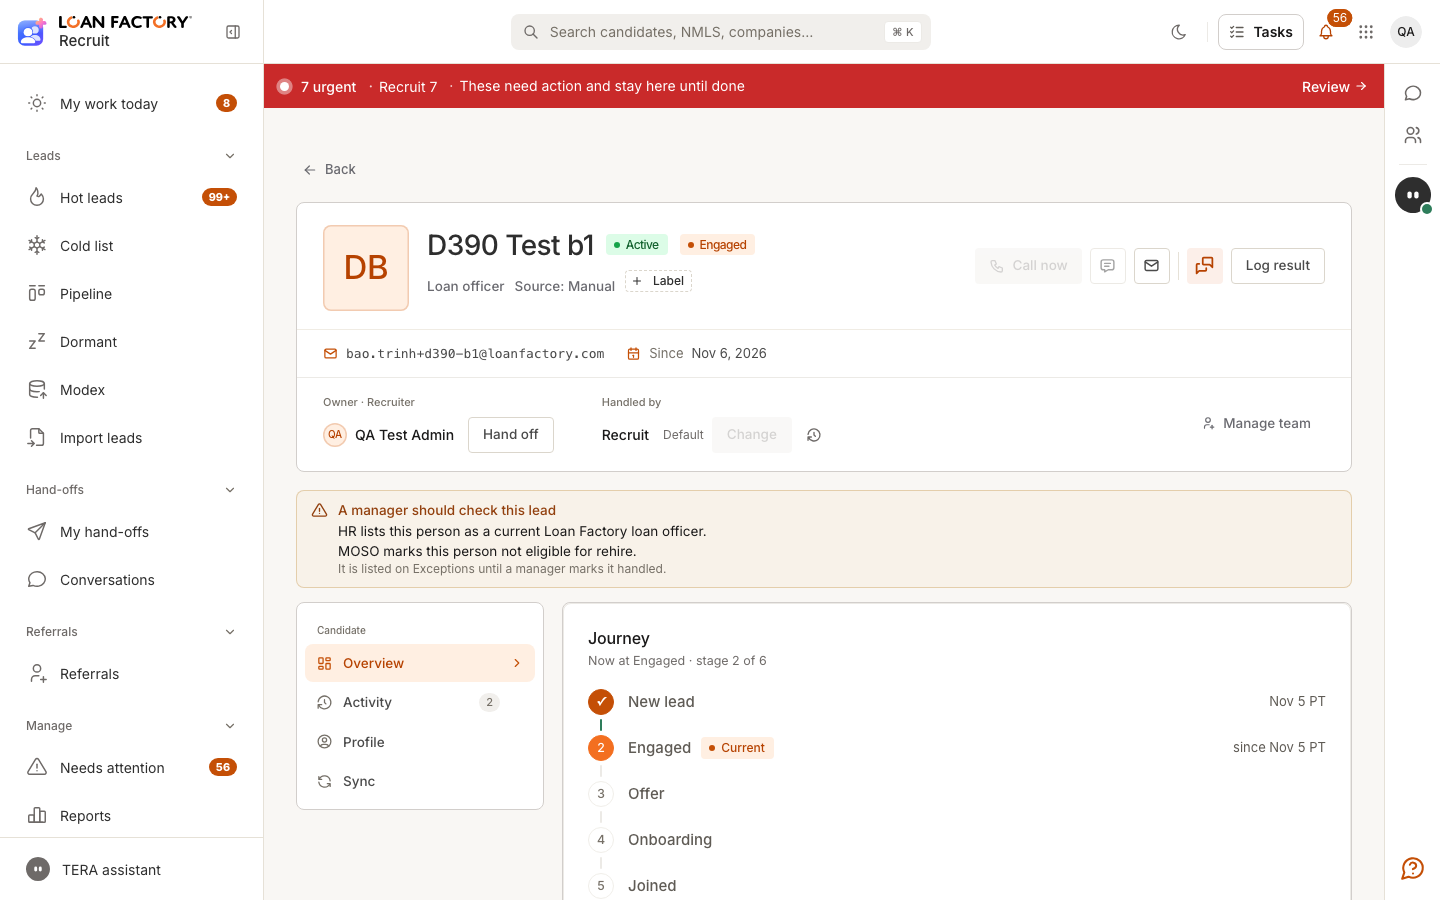 LOAN FACTORY
Recruit
Search candidates, NMLS, companies...
⌘ K
Tasks
56
QA
7 urgent · Recruit 7 · These need action and stay here until done
Review →
My work today
8
Leads
Hot leads
99+
Cold list
Pipeline
Dormant
Modex
Import leads
Hand-offs
My hand-offs
Conversations
Referrals
Referrals
Manage
Needs attention
56
Reports
TERA assistant
← Back
DB
D390 Test b1
Active
Engaged
Loan officer Source: Manual
+ Label
Call now
Log result
bao.trinh+d390-b1@loanfactory.com
Since Nov 6, 2026
Owner · Recruiter
QA
QA Test Admin
Hand off
Handled by
Recruit Default
Change
Manage team
A manager should check this lead
HR lists this person as a current Loan Factory loan officer.
MOSO marks this person not eligible for rehire.
It is listed on Exceptions until a manager marks it handled.
Candidate
Overview
Activity
2
Profile
Sync
Journey
Now at Engaged · stage 2 of 6
New lead
Nov 5 PT
2
Engaged
Current
since Nov 5 PT
3
Offer
4
Onboarding
5
Joined